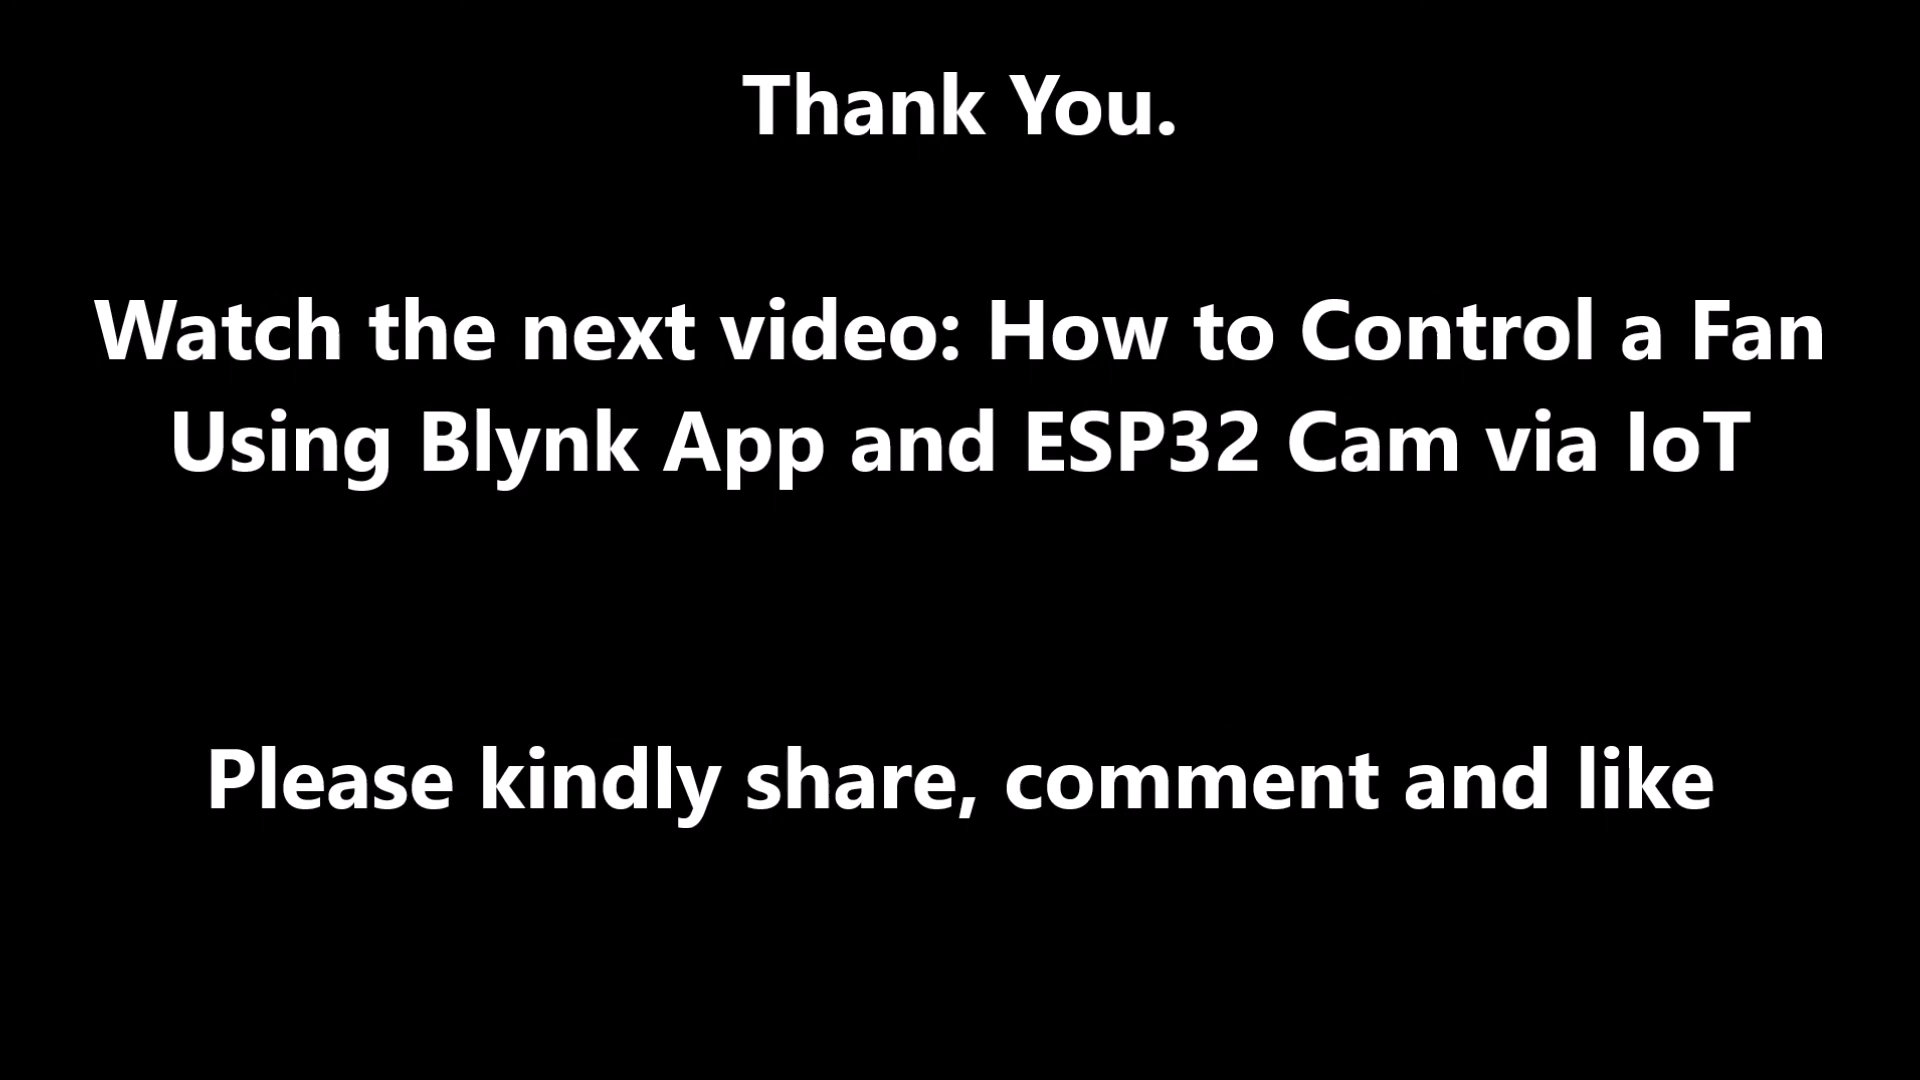 Thank You.
Watch the next video: How to Control a Fan
Using Blynk App and ESP32 Cam via IoT
Please kindly share, comment and like